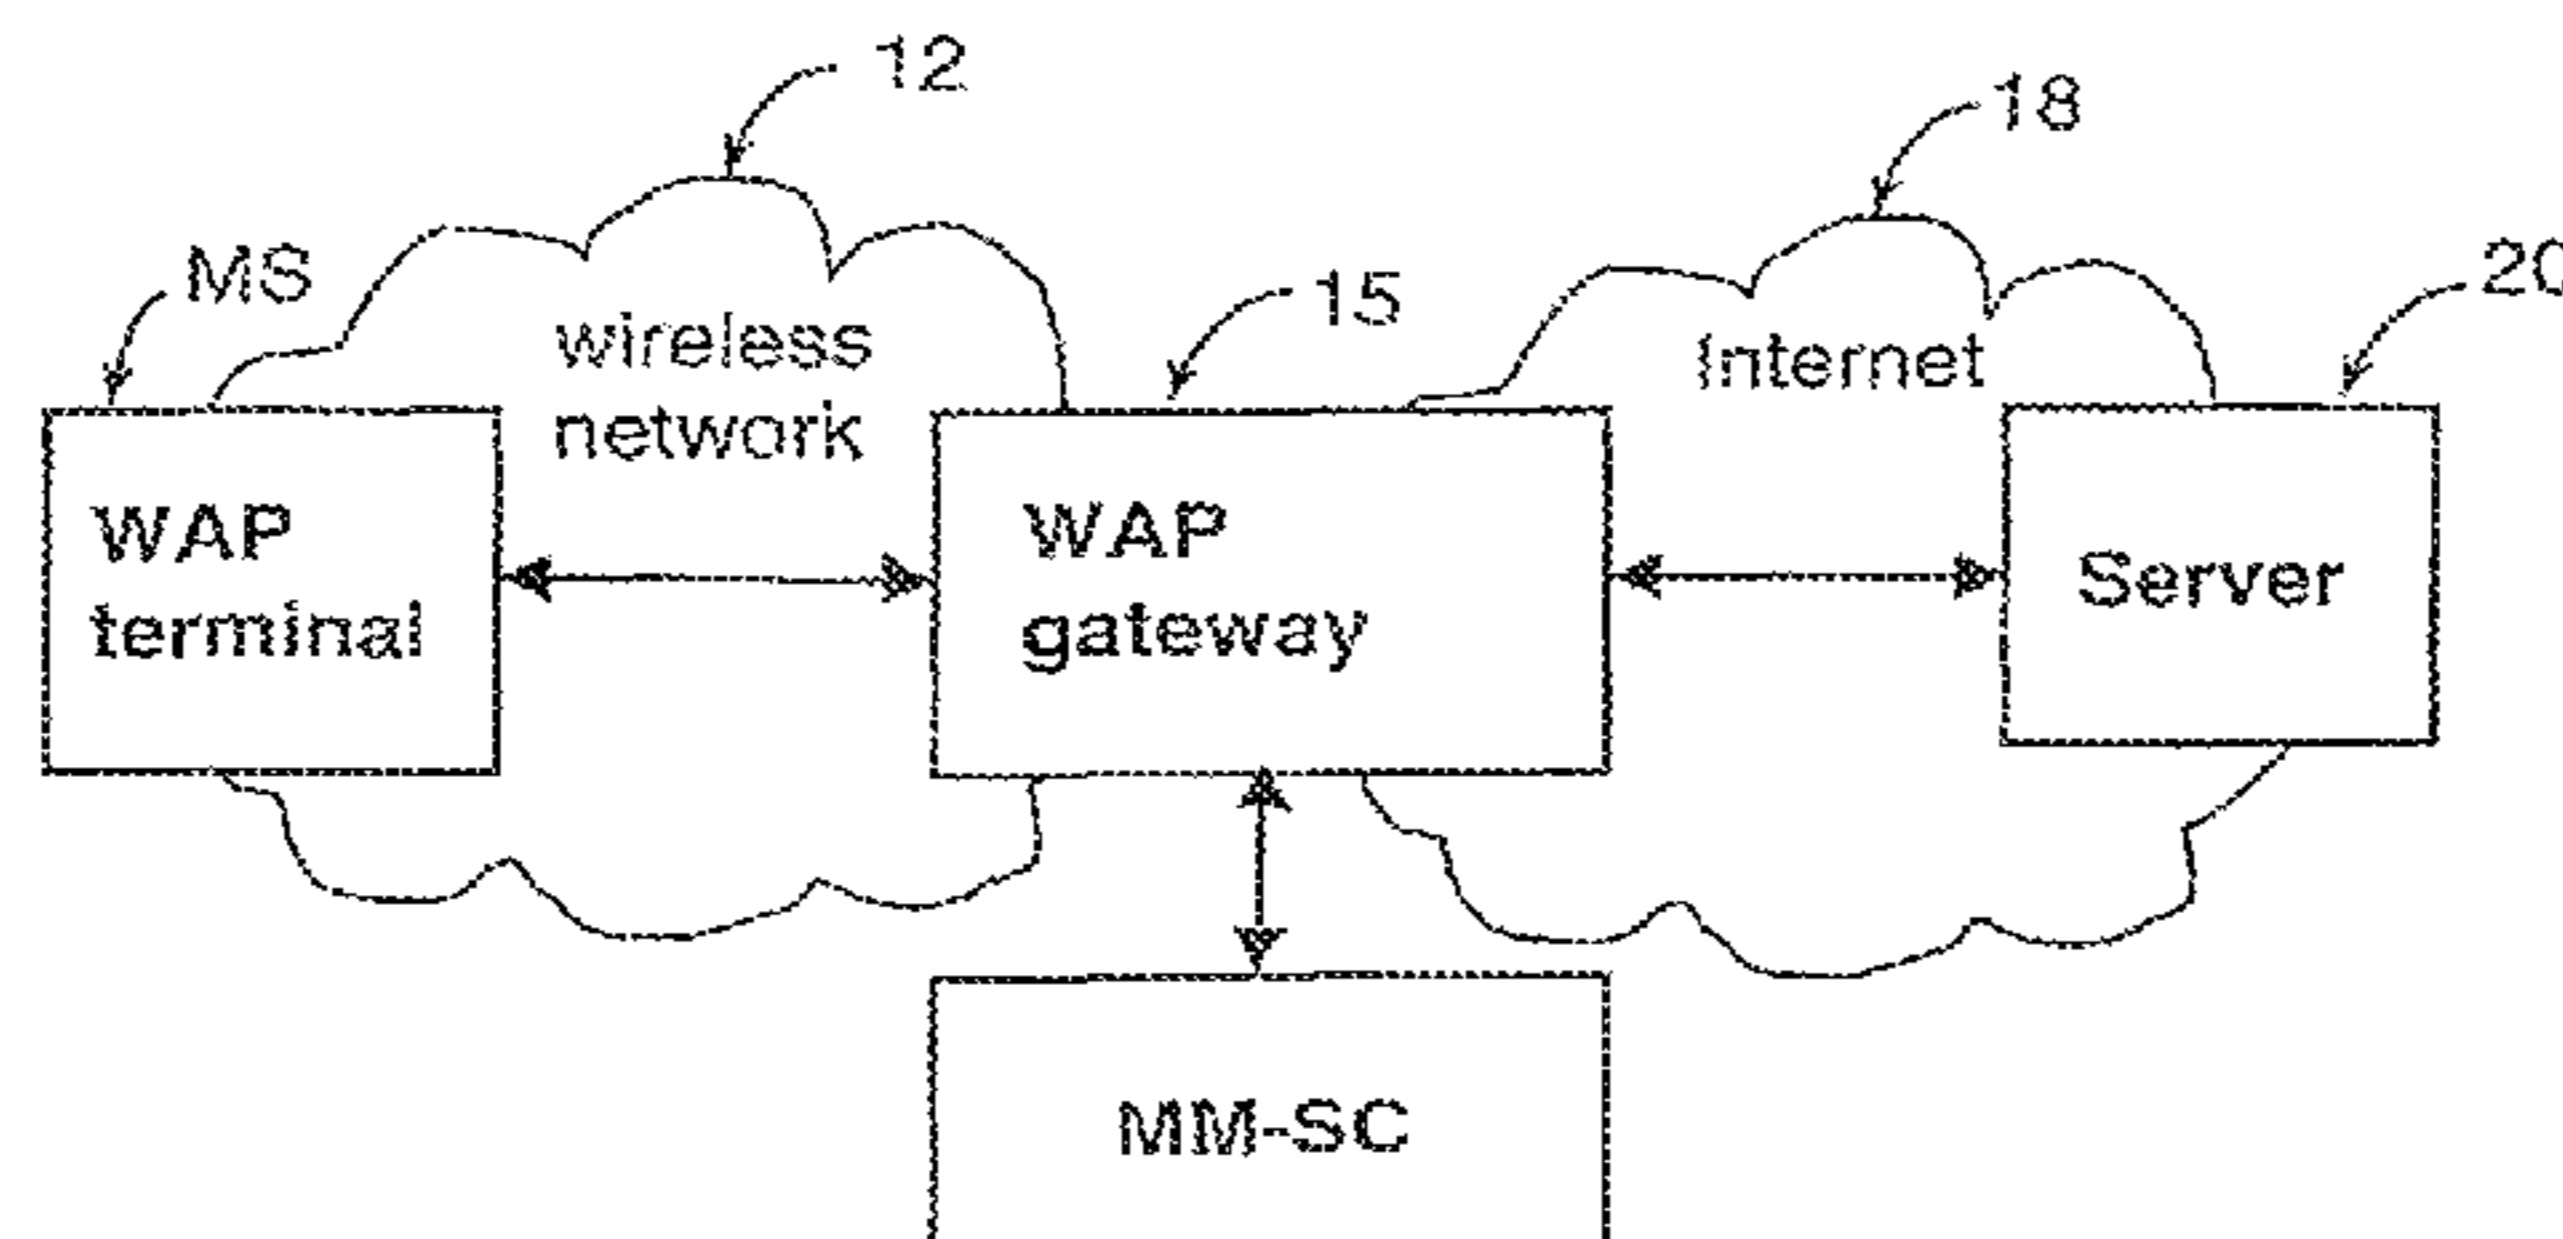 12
18
MS
20
15
wireless
network
Internet
WAP
terminal
WAP
gateway
Server
MM-SC